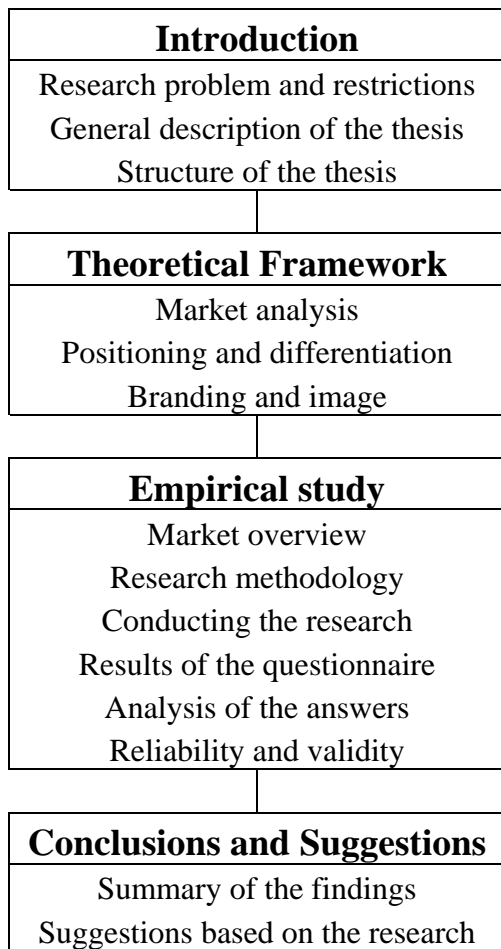 Introduction
Research problem and restrictions
General description of the thesis
Structure of the thesis
Theoretical Framework
Market analysis
Positioning and differentiation
Branding and image
Empirical study
Market overview
Research methodology
Conducting the research
Results of the questionnaire
Analysis of the answers
Reliability and validity
Conclusions and Suggestions
Summary of the findings
Suggestions based on the research